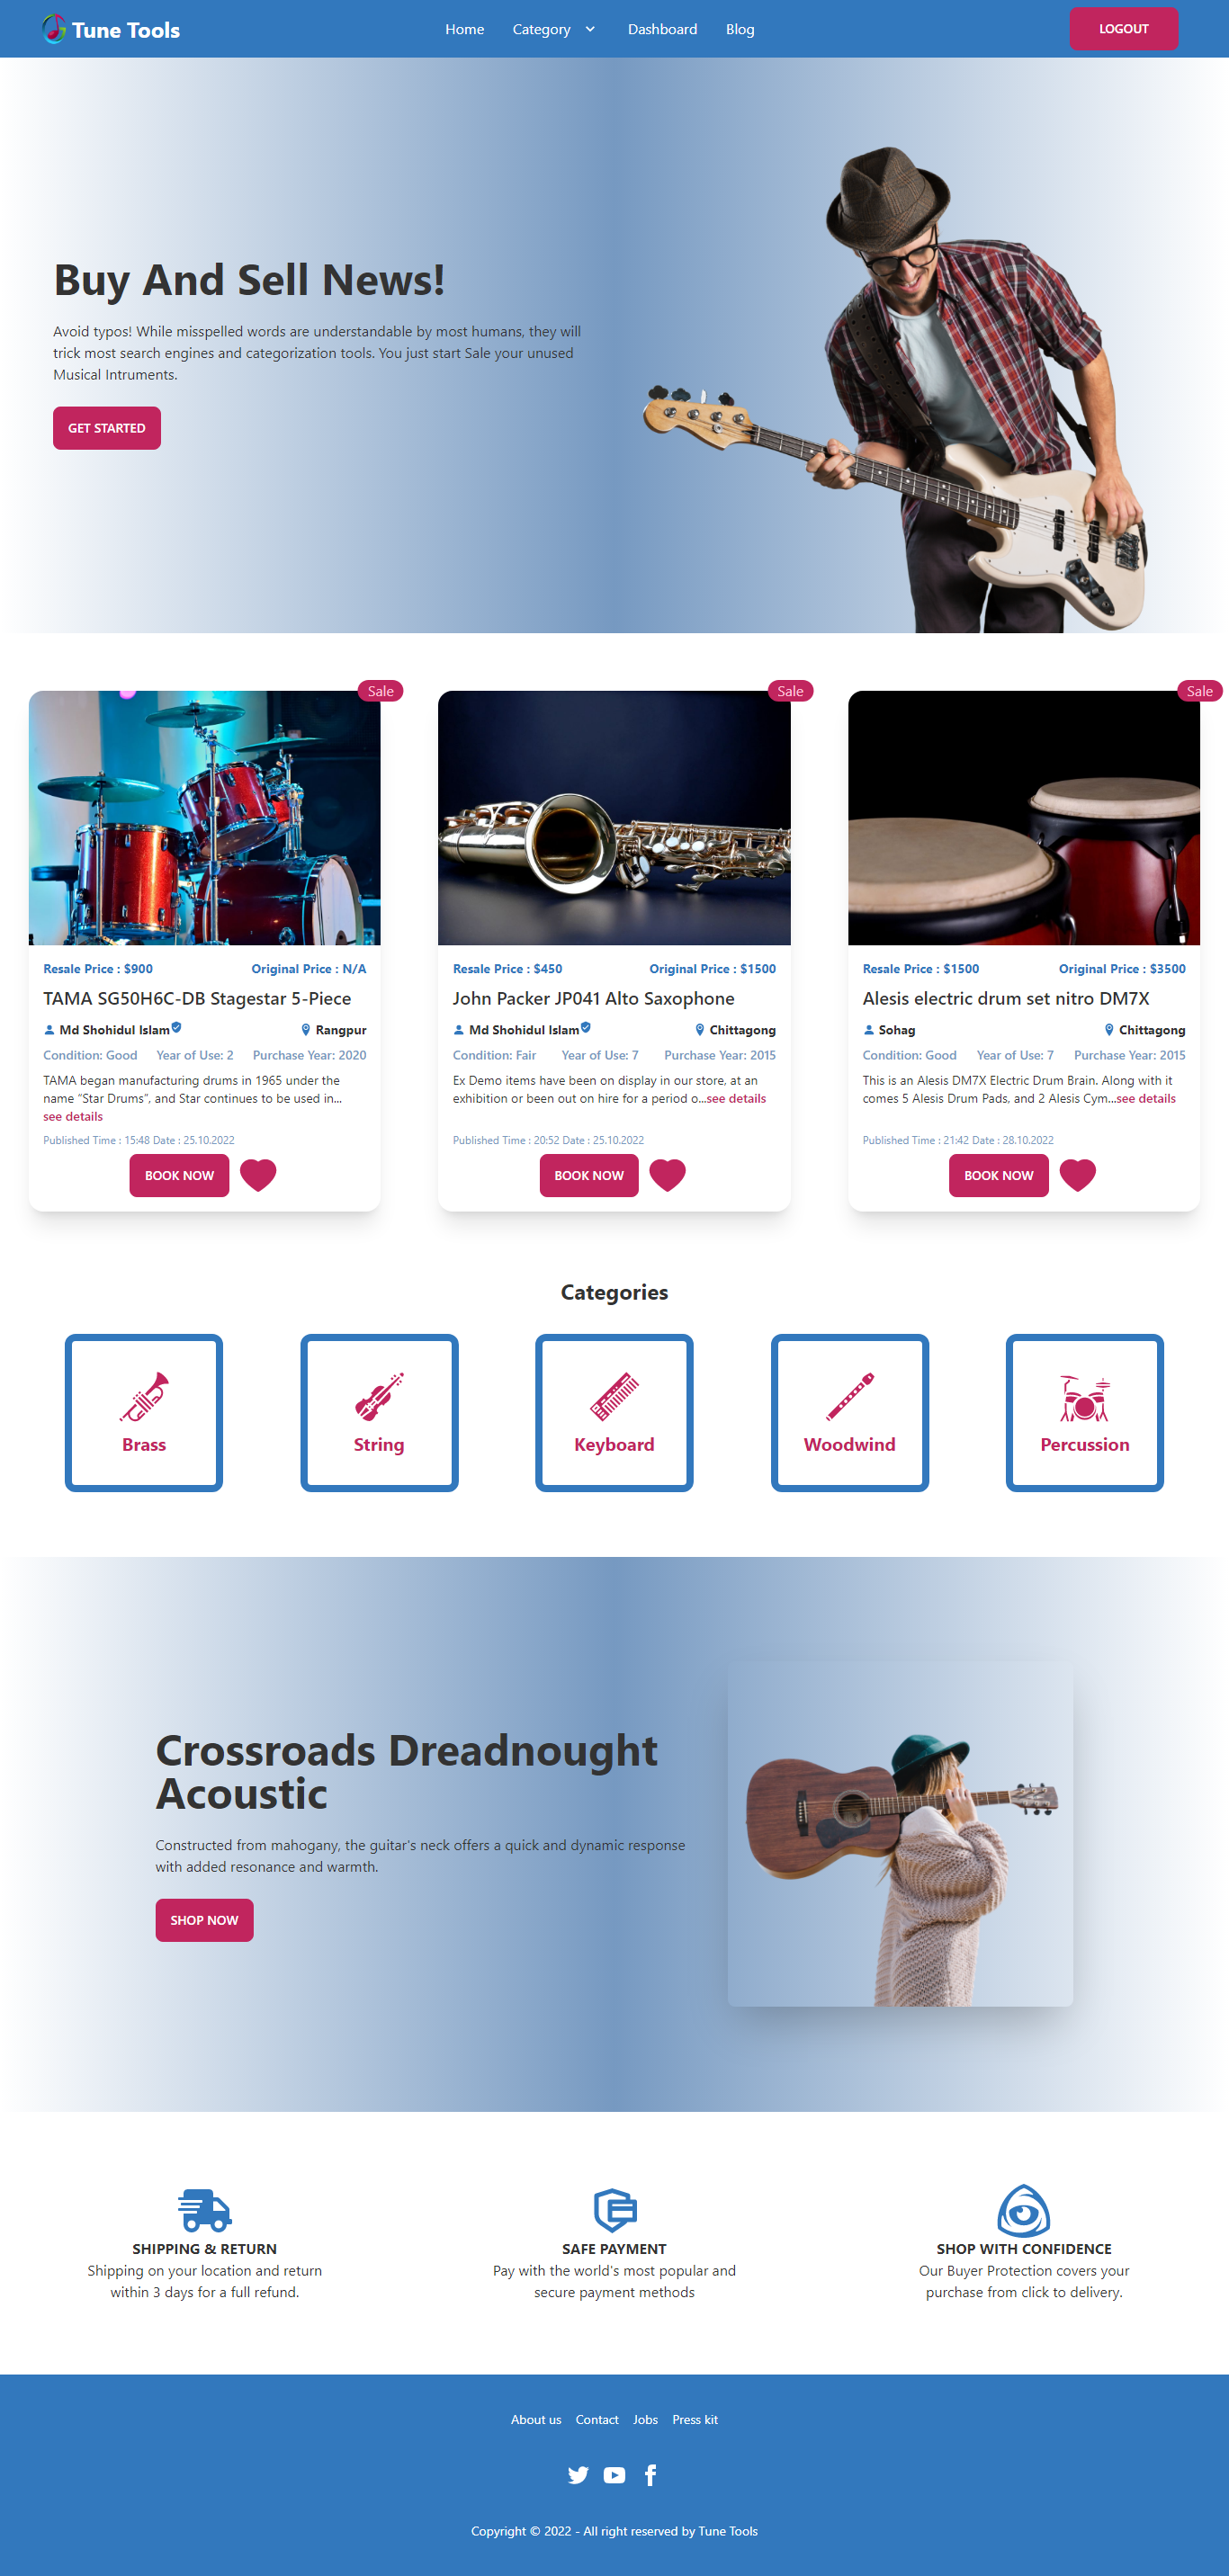 Tune Tools
Home Category Dashboard Blog
LOGOUT
Buy And Sell News!
Avoid typos! While misspelled words are understandable by most humans, they will
trick most search engines and categorization tools. You just start Sale your unused
Musical Intruments.
GET STARTED
Sale
Resale Price : $900 Original Price : N/A
TAMA SG50H6C-DB Stagestar 5-Piece
Md Shohidul Islam Rangpur
Condition: Good Year of Use: 2 Purchase Year: 2020
TAMA began manufacturing drums in 1965 under the
name “Star Drums”, and Star continues to be used in...
see details
Published Time : 15:48 Date : 25.10.2022
BOOK NOW
Sale
Resale Price : $450 Original Price : $1500
John Packer JP041 Alto Saxophone
Md Shohidul Islam Chittagong
Condition: Fair Year of Use: 7 Purchase Year: 2015
Ex Demo items have been on display in our store, at an
exhibition or been out on hire for a period o...see details
Published Time : 20:52 Date : 25.10.2022
BOOK NOW
Sale
Resale Price : $1500 Original Price : $3500
Alesis electric drum set nitro DM7X
Sohag Chittagong
Condition: Good Year of Use: 7 Purchase Year: 2015
This is an Alesis DM7X Electric Drum Brain. Along with it
comes 5 Alesis Drum Pads, and 2 Alesis Cym...see details
Published Time : 21:42 Date : 28.10.2022
BOOK NOW
Categories
Brass
String
Keyboard
Woodwind
Percussion
Crossroads Dreadnought
Acoustic
Constructed from mahogany, the guitar's neck offers a quick and dynamic response
with added resonance and warmth.
SHOP NOW
SHIPPING & RETURN
Shipping on your location and return
within 3 days for a full refund.
SAFE PAYMENT
Pay with the world's most popular and
secure payment methods
SHOP WITH CONFIDENCE
Our Buyer Protection covers your
purchase from click to delivery.
About us Contact Jobs Press kit
Copyright © 2022 - All right reserved by Tune Tools